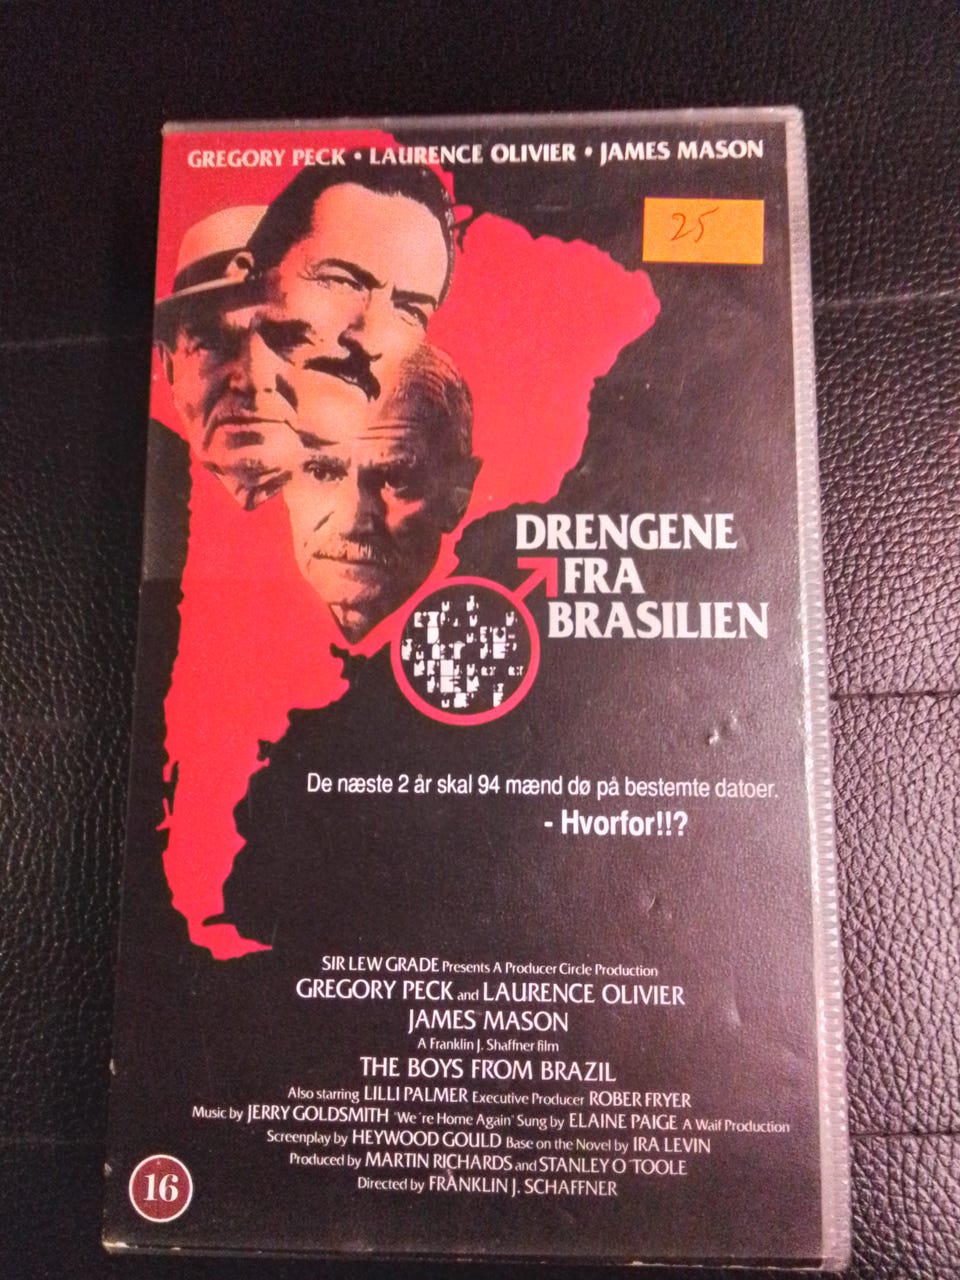 GREGORY PECK • LAURENCE OLIVIER • JAMES MASON
25
DRENGENE
FRA
BRASILIEN
De næste 2 år skal 94 mænd dø på bestemte datoer.
- Hvorfor!!?
SIR LEW GRADE Presents A Producer Circle Production
GREGORY PECK and LAURENCE OLIVIER
JAMES MASON
A Franklin J. Shaffner film
THE BOYS FROM BRAZIL
Also starring LILLI PALMER Executive Producer ROBER FRYER
Music by JERRY GOLDSMITH "We´re Home Again" Sung by ELAINE PAIGE A Waif Production
Screenplay by HEYWOOD GOULD Base on the Novel by IRA LEVIN
Produced by MARTIN RICHARDS and STANLEY O´TOOLE
Directed by FRANKLIN J. SCHAFFNER
16